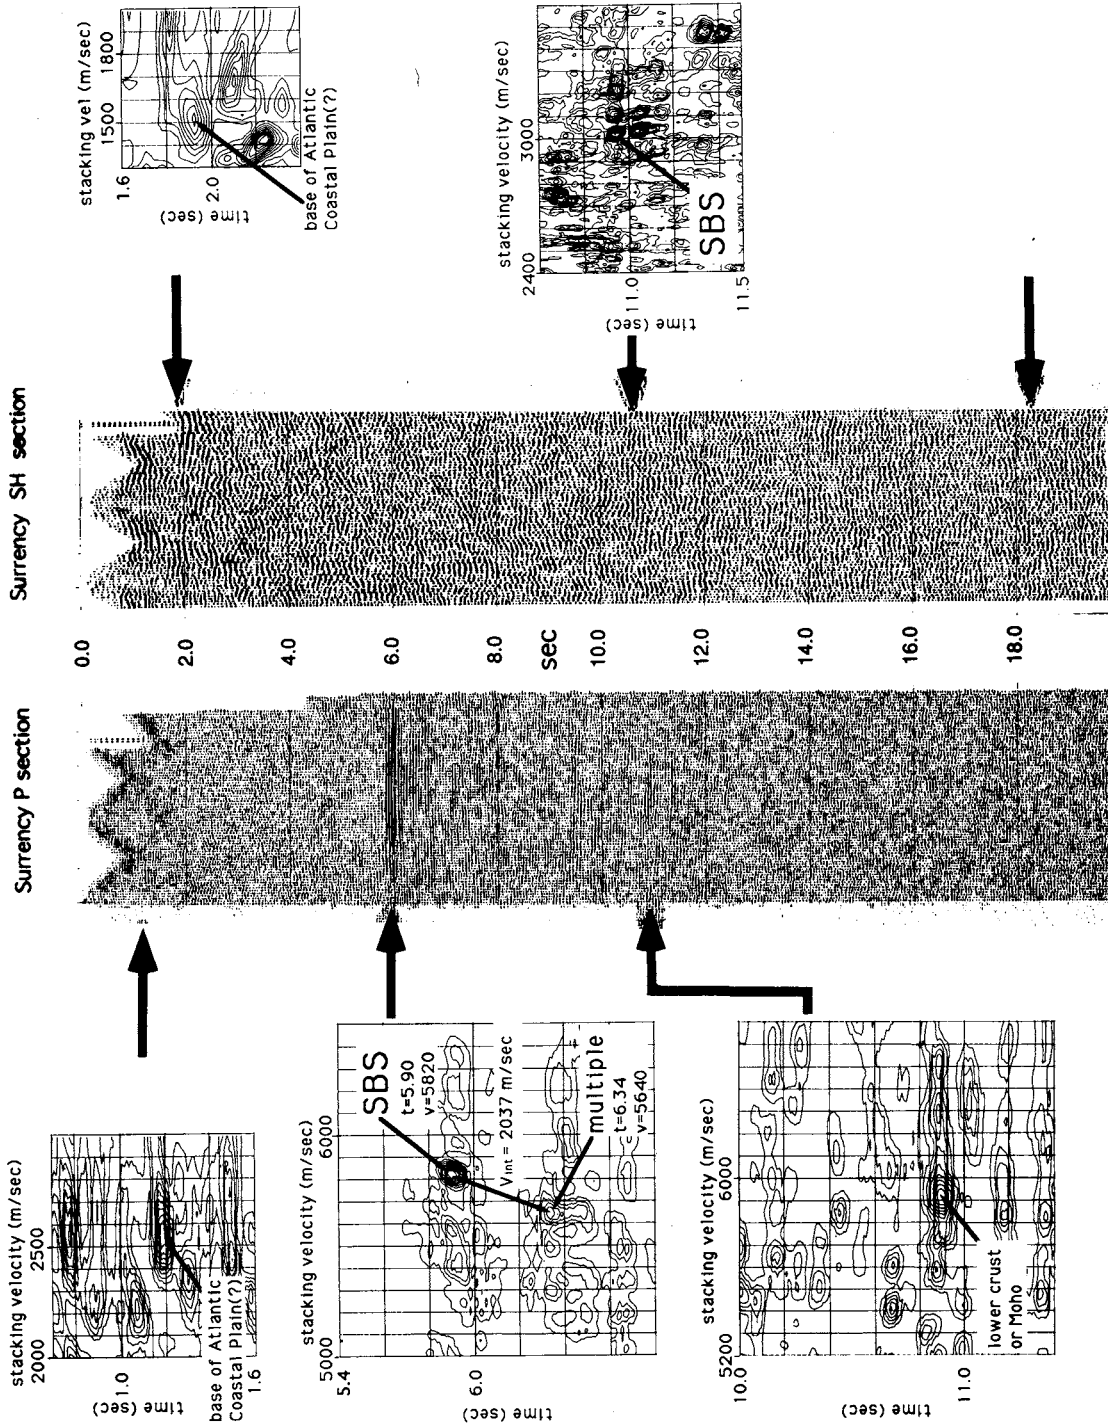 Surrency P section
Surrency SH section
stacking velocity (m/sec)
2000
2500
1.0
1.6
time (sec)
base of Atlantic
Coastal Plain(?)
stacking velocity (m/sec)
5000
6000
5.4
6.0
time (sec)
SBS
t=5.90
v=5820
Vint = 2037 m/sec
multiple
t=6.34
v=5640
stacking velocity (m/sec)
5200
6000
10.0
11.0
time (sec)
lower crust
or Moho
0.0
2.0
4.0
6.0
8.0
sec
10.0
12.0
14.0
16.0
18.0
stacking vel (m/sec)
1500
1800
1.6
2.0
time (sec)
base of Atlantic
Coastal Plain(?)
stacking velocity (m/sec)
2400
3000
11.0
11.5
time (sec)
SBS